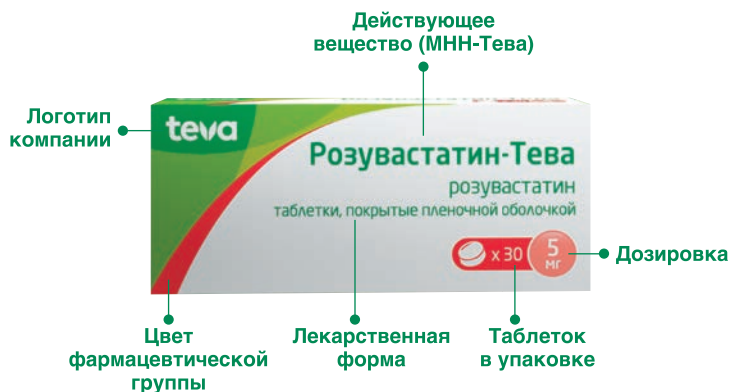 Действующее
вещество (МНН-Тева)
Логотип
компании
teva
Розувастатин-Тева
розувастатин
таблетки, покрытые пленочной оболочкой
x 30
5
мг
Дозировка
Цвет
фармацевтической
группы
Лекарственная
форма
Таблеток
в упаковке